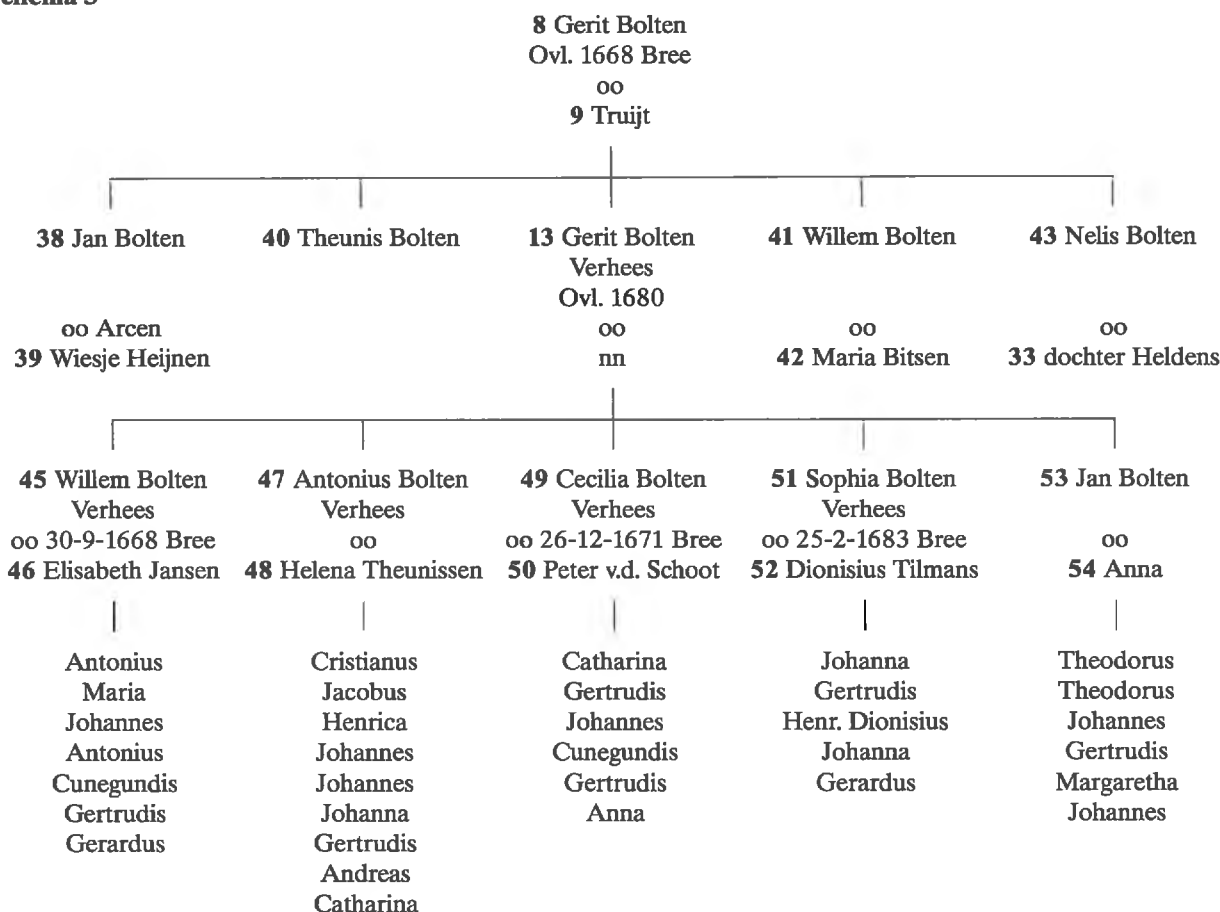 8 Gerit Bolten
Ovl. 1668 Bree
oo
9 Truijt
38 Jan Bolten 40 Theunis Bolten 13 Gerit Bolten 41 Willem Bolten 43 Nelis Bolten
Verhees
Ovl. 1680
oo Arcen oo oo oo
39 Wiesje Heijnen nn 42 Maria Bitsen 33 dochter Heldens
45 Willem Bolten 47 Antonius Bolten 49 Cecilia Bolten 51 Sophia Bolten 53 Jan Bolten
Verhees Verhees Verhees Verhees
oo 30-9-1668 Bree oo oo 26-12-1671 Bree oo 25-2-1683 Bree oo
46 Elisabeth Jansen 48 Helena Theunissen 50 Peter v.d. Schoot 52 Dionisius Tilmans 54 Anna
Antonius Cristianus Catharina Johanna Theodorus
Maria Jacobus Gertrudis Gertrudis Theodorus
Johannes Henrica Johannes Henr. Dionisius Johannes
Antonius Johannes Cunegundis Johanna Gertrudis
Cunegundis Johannes Gertrudis Gerardus Margaretha
Gertrudis Johanna Anna Johannes
Gerardus Gertrudis
Andreas
Catharina